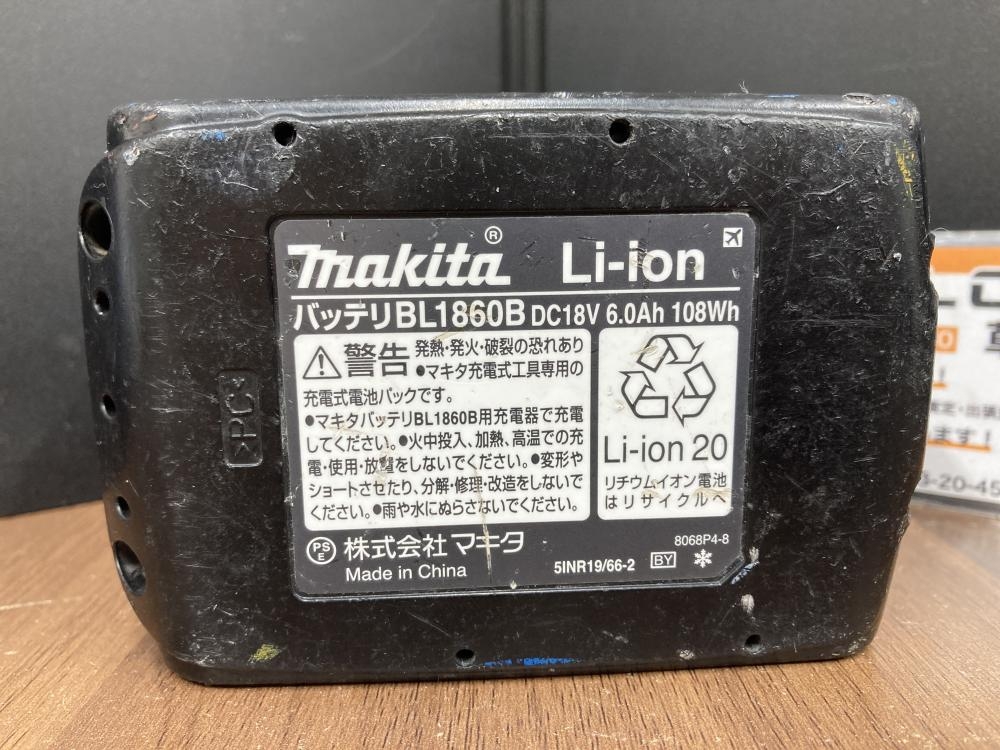 makita® Li-ion
バッテリBL1860B DC18V 6.0Ah 108Wh
警告 発熱・発火・破裂の恐れあり
●マキタ充電式工具専用の
充電式電池パックです。
●マキタバッテリBL1860B用充電器で充電
してください。●火中投入、加熱、高温での充
電・使用・放置をしないでください。●変形や
ショートさせたり、分解・修理・改造をしないで
ください。●雨や水にぬらさないでください。
Li-ion 20
リチウムイオン電池
はリサイクルへ
PSE 株式会社 マキタ
Made in China
8068P4-8
5INR19/66-2 BY
>PC<